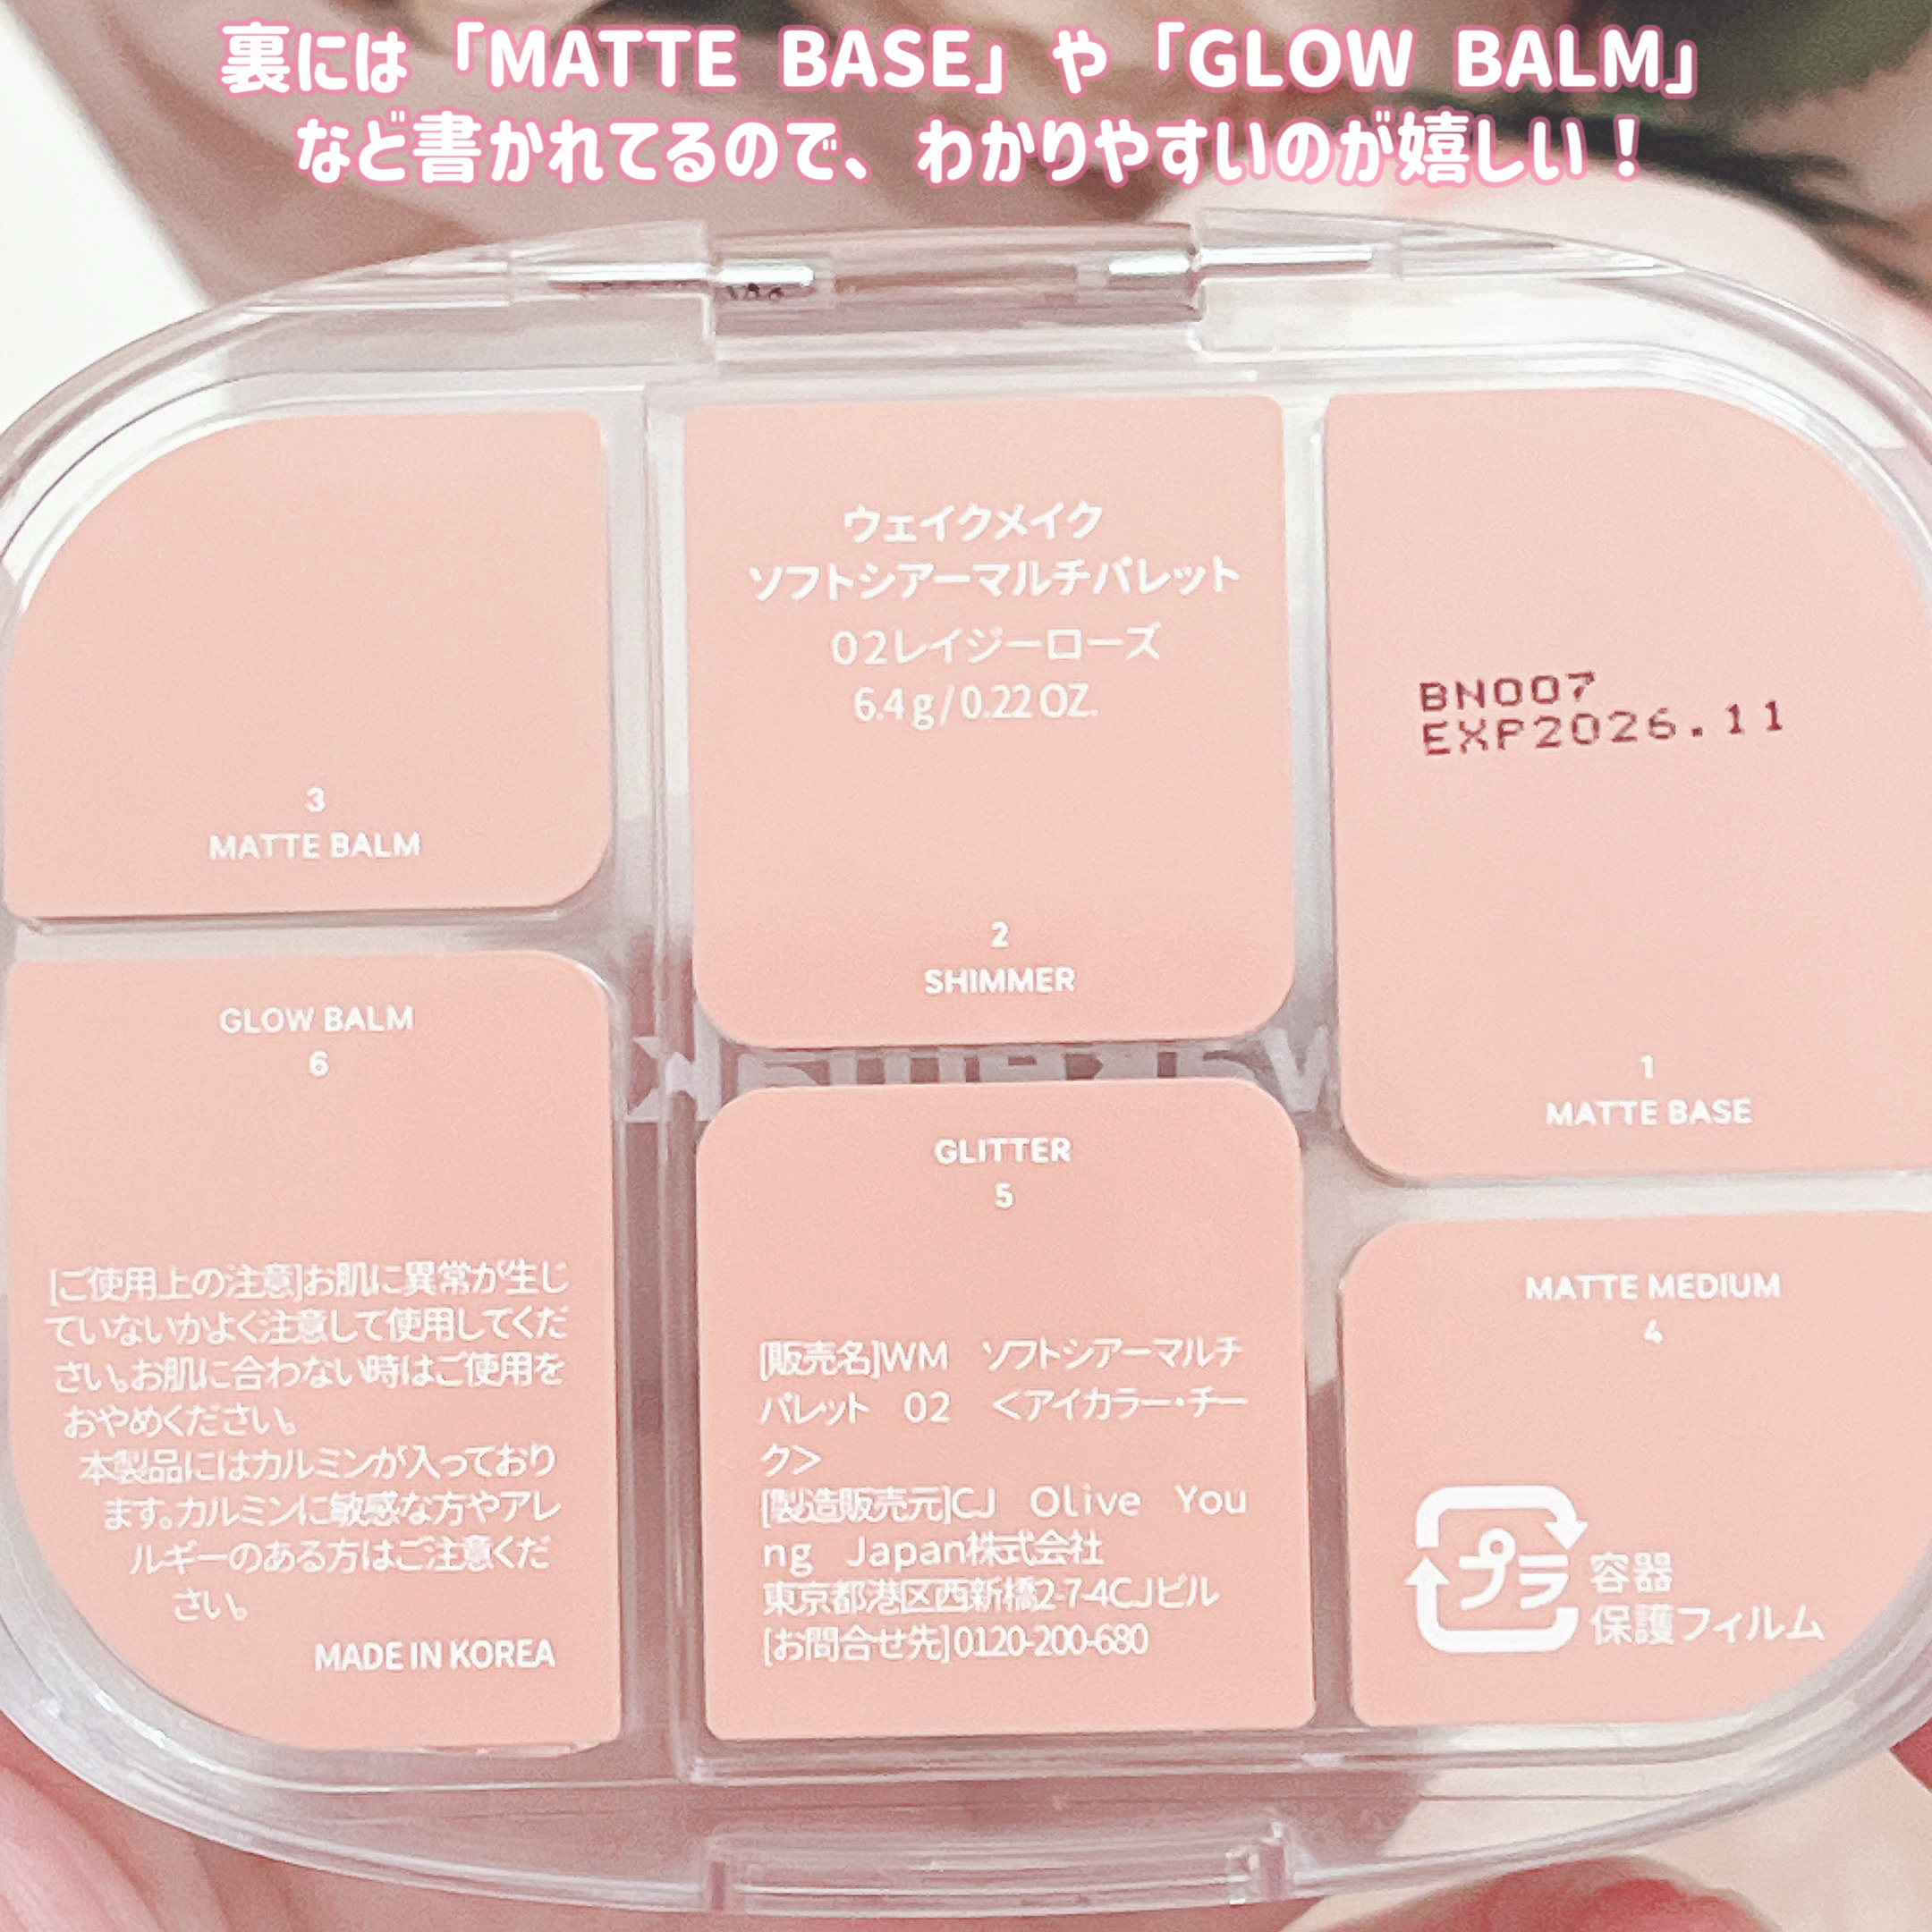 裏には「MATTE BASE」や「GLOW BALM」
など書かれてるので、わかりやすいのが嬉しい！
3
MATTE BALM
ウェイクメイク
ソフトシアーマルチパレット
02レイジーローズ
6.4g/0.22 OZ.
2
SHIMMER
BN007
EXP2026.11
1
MATTE BASE
GLOW BALM
6
[ご使用上の注意]お肌に異常が生じ
ていないかよく注意して使用してくだ
さい。お肌に合わない時はご使用を
おやめください。
本製品にはカルミンが入っており
ます。カルミンに敏感な方やアレ
ルギーのある方はご注意くだ
さい。
MADE IN KOREA
GLITTER
5
[販売名]WM ソフトシアーマルチ
パレット 02 <アイカラー・チー
ク>
[製造販売元]CJ Olive You
ng Japan株式会社
東京都港区西新橋2-7-4CJビル
[お問合せ先]0120-200-680
MATTE MEDIUM
4
プラ
容器
保護フィルム